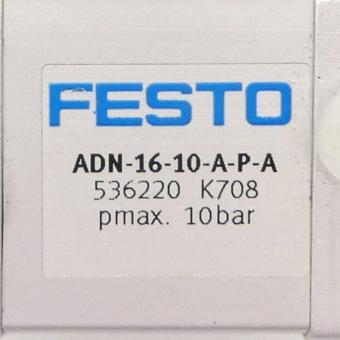 FESTO
ADN-16-10-A-P-A
536220 K708
pmax. 10bar